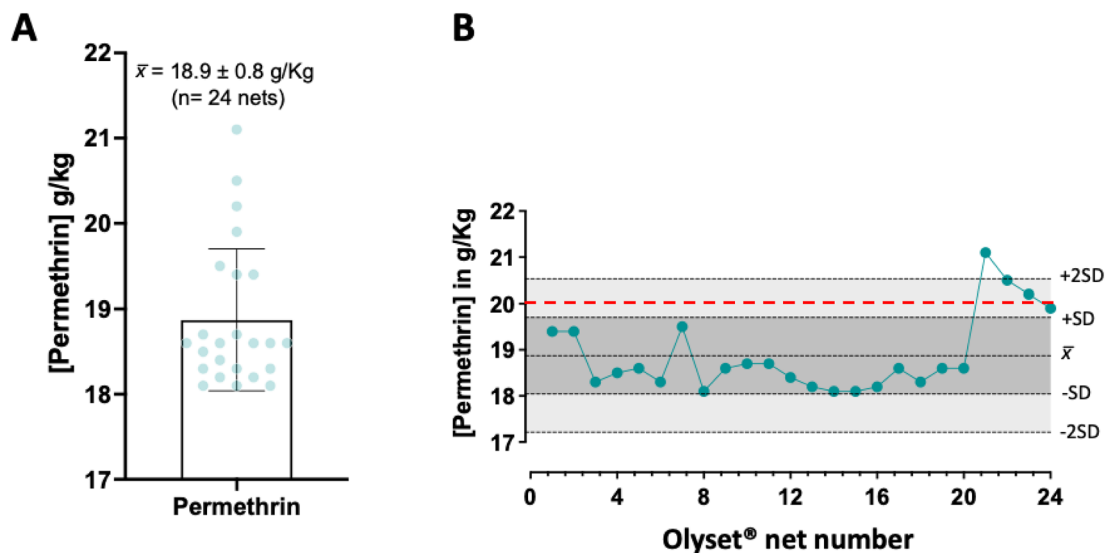 A
22
21
20
19
18
17
[Permethrin] g/kg
x̅ = 18.9 ± 0.8 g/Kg
(n= 24 nets)
Permethrin
B
22
21
20
19
18
17
[Permethrin] in g/Kg
+2SD
+SD
x̅
-SD
-2SD
0 4 8 12 16 20 24
Olyset® net number